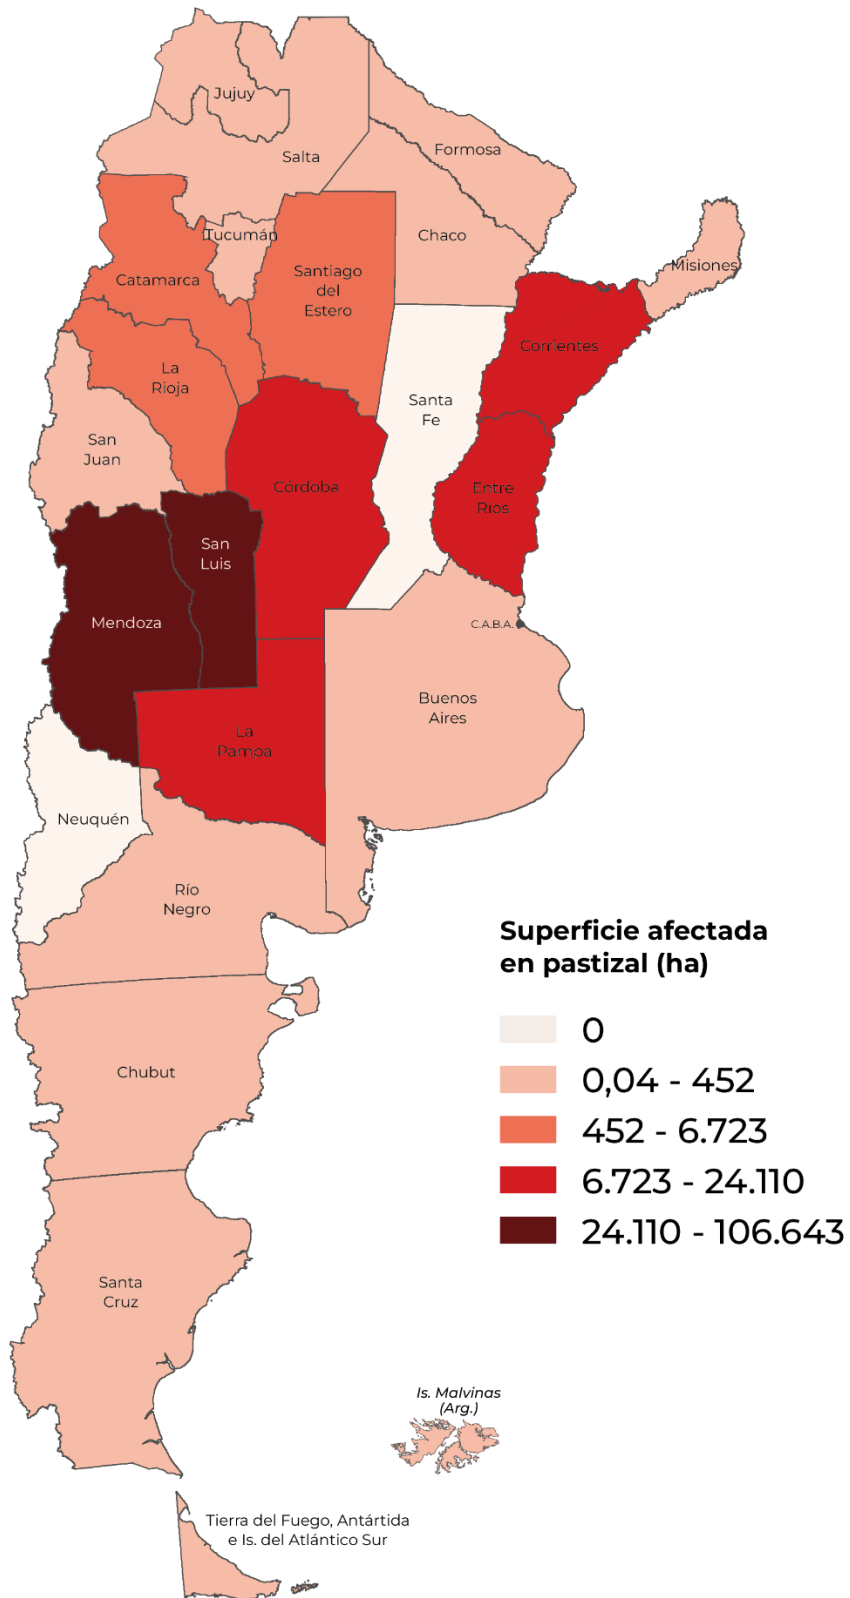 Jujuy
Salta
Formosa
Tucumán
Chaco
Misiones
Catamarca
Santiago
del
Estero
Corrientes
La
Rioja
Santa
Fe
San
Juan
Córdoba
Entre
Ríos
San
Luis
Mendoza
C.A.B.A.
Buenos
Aires
La
Pampa
Neuquén
Río
Negro
Superficie afectada
en pastizal (ha)
0
0,04 - 452
452 - 6.723
6.723 - 24.110
24.110 - 106.643
Chubut
Santa
Cruz
Is. Malvinas
(Arg.)
Tierra del Fuego, Antártida
e Is. del Atlántico Sur